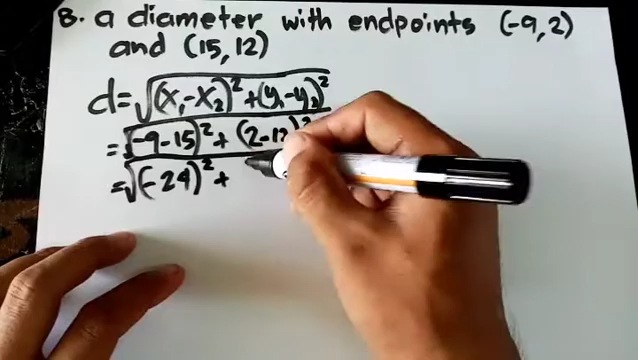 B. a diameter with endpoints (-9,2)
and (15,12)
d=√(x₁-x₂)²+(y₁-y₂)²
=√(-9-15)²+(2-12)²
=√(-24)²+